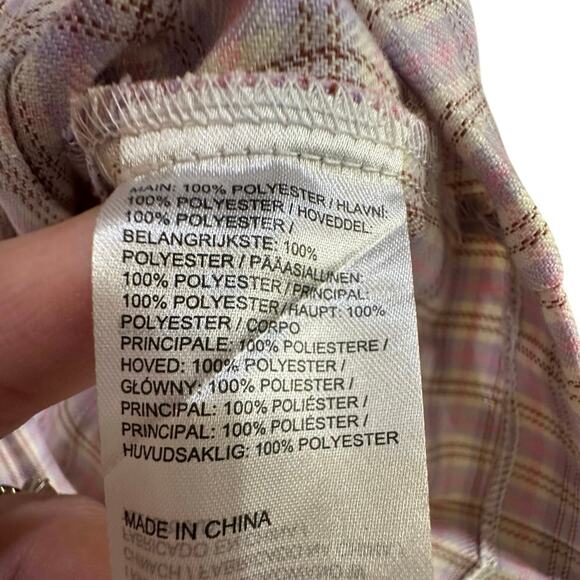 MAIN: 100% POLYESTER / HLAVNÍ:
100% POLYESTER / HOVEDDEL:
100% POLYESTER /
BELANGRIJKSTE: 100%
POLYESTER / PÄÄASIALLINEN:
100% POLYESTER / PRINCIPAL:
100% POLYESTER / HAUPT: 100%
POLYESTER / CORPO
PRINCIPALE: 100% POLIESTERE /
HOVED: 100% POLYESTER /
GŁÓWNY: 100% POLIESTER /
PRINCIPAL: 100% POLIÉSTER /
PRINCIPAL: 100% POLIÉSTER /
HUVUDSAKLIG: 100% POLYESTER
MADE IN CHINA